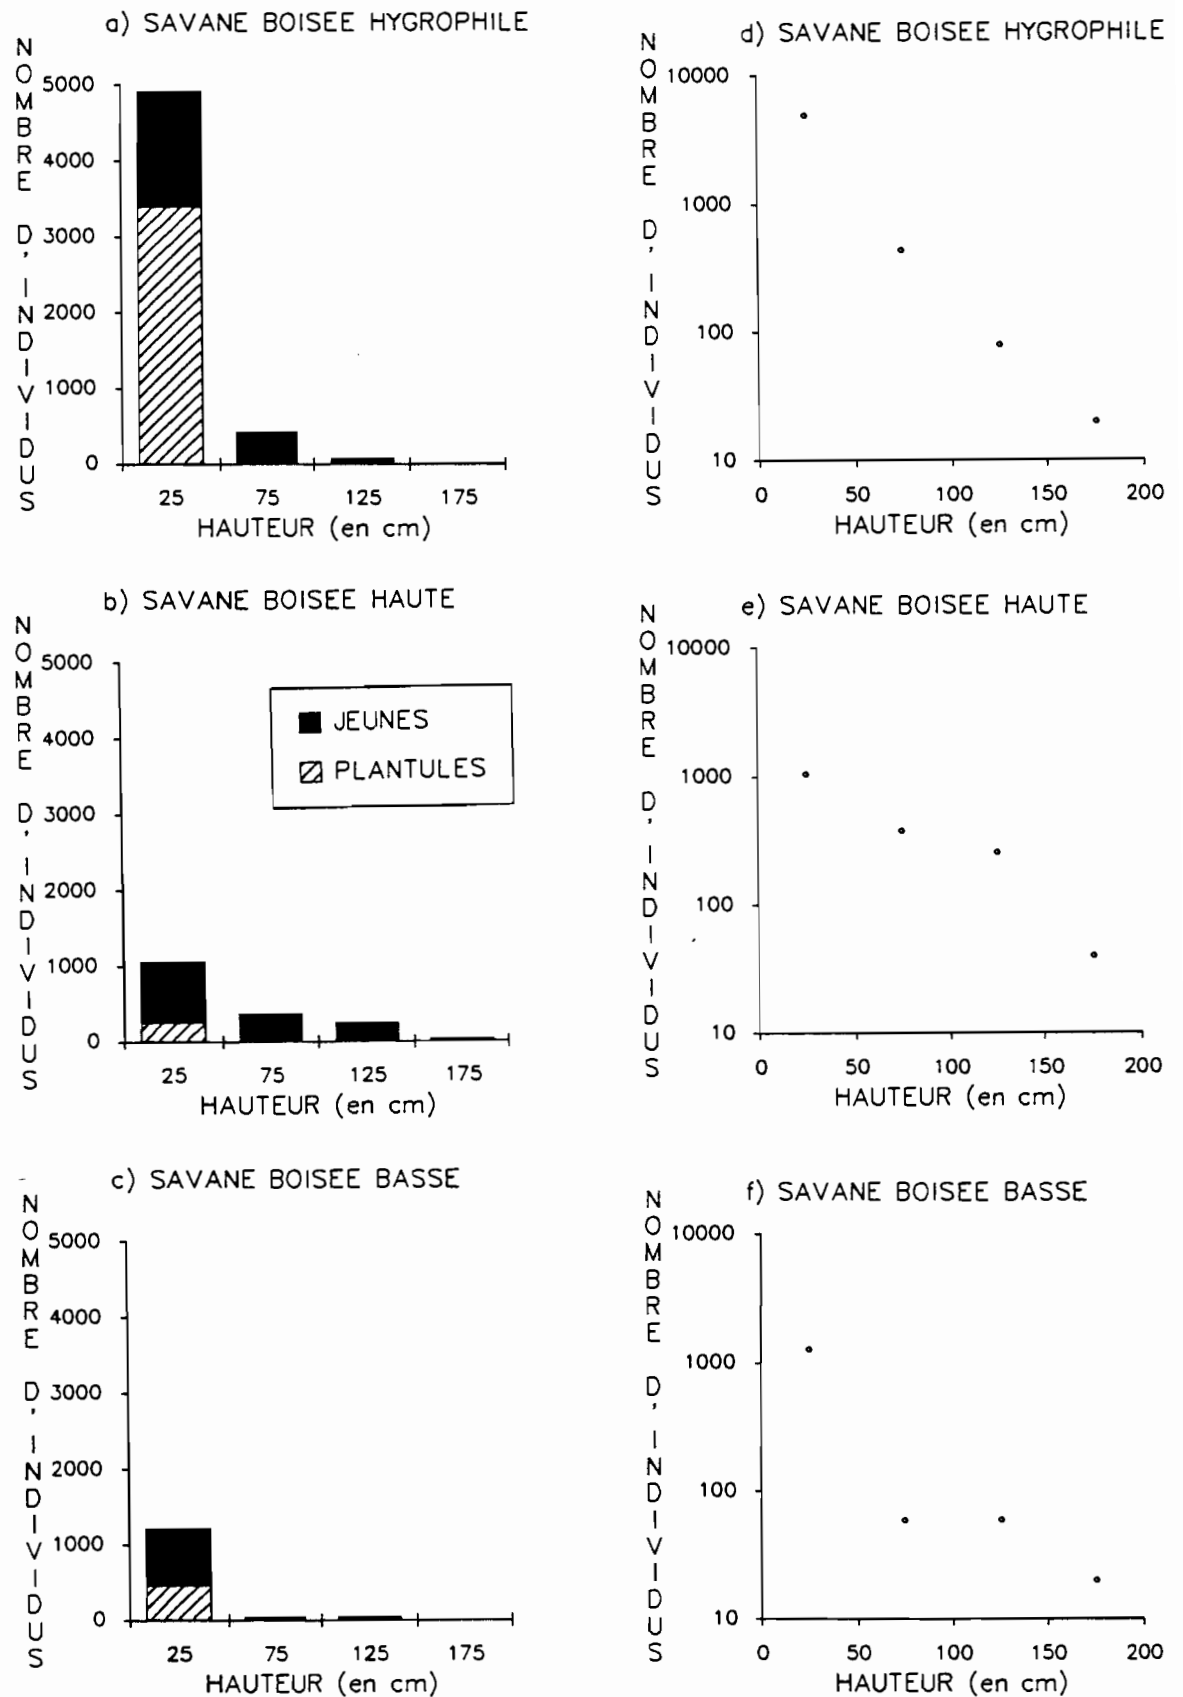 a) SAVANE BOISEE HYGROPHILE
NOMBRE D'INDIVIDUS
5000
4000
3000
2000
1000
0
25 75 125 175
HAUTEUR (en cm)
d) SAVANE BOISEE HYGROPHILE
NOMBRE D'INDIVIDUS
10000
1000
100
10
0 50 100 150 200
HAUTEUR (en cm)
b) SAVANE BOISEE HAUTE
NOMBRE D'INDIVIDUS
5000
4000
3000
2000
1000
0
JEUNES
PLANTULES
25 75 125 175
HAUTEUR (en cm)
e) SAVANE BOISEE HAUTE
NOMBRE D'INDIVIDUS
10000
1000
100
10
0 50 100 150 200
HAUTEUR (en cm)
c) SAVANE BOISEE BASSE
NOMBRE D'INDIVIDUS
5000
4000
3000
2000
1000
0
25 75 125 175
HAUTEUR (en cm)
f) SAVANE BOISEE BASSE
NOMBRE D'INDIVIDUS
10000
1000
100
10
0 50 100 150 200
HAUTEUR (en cm)